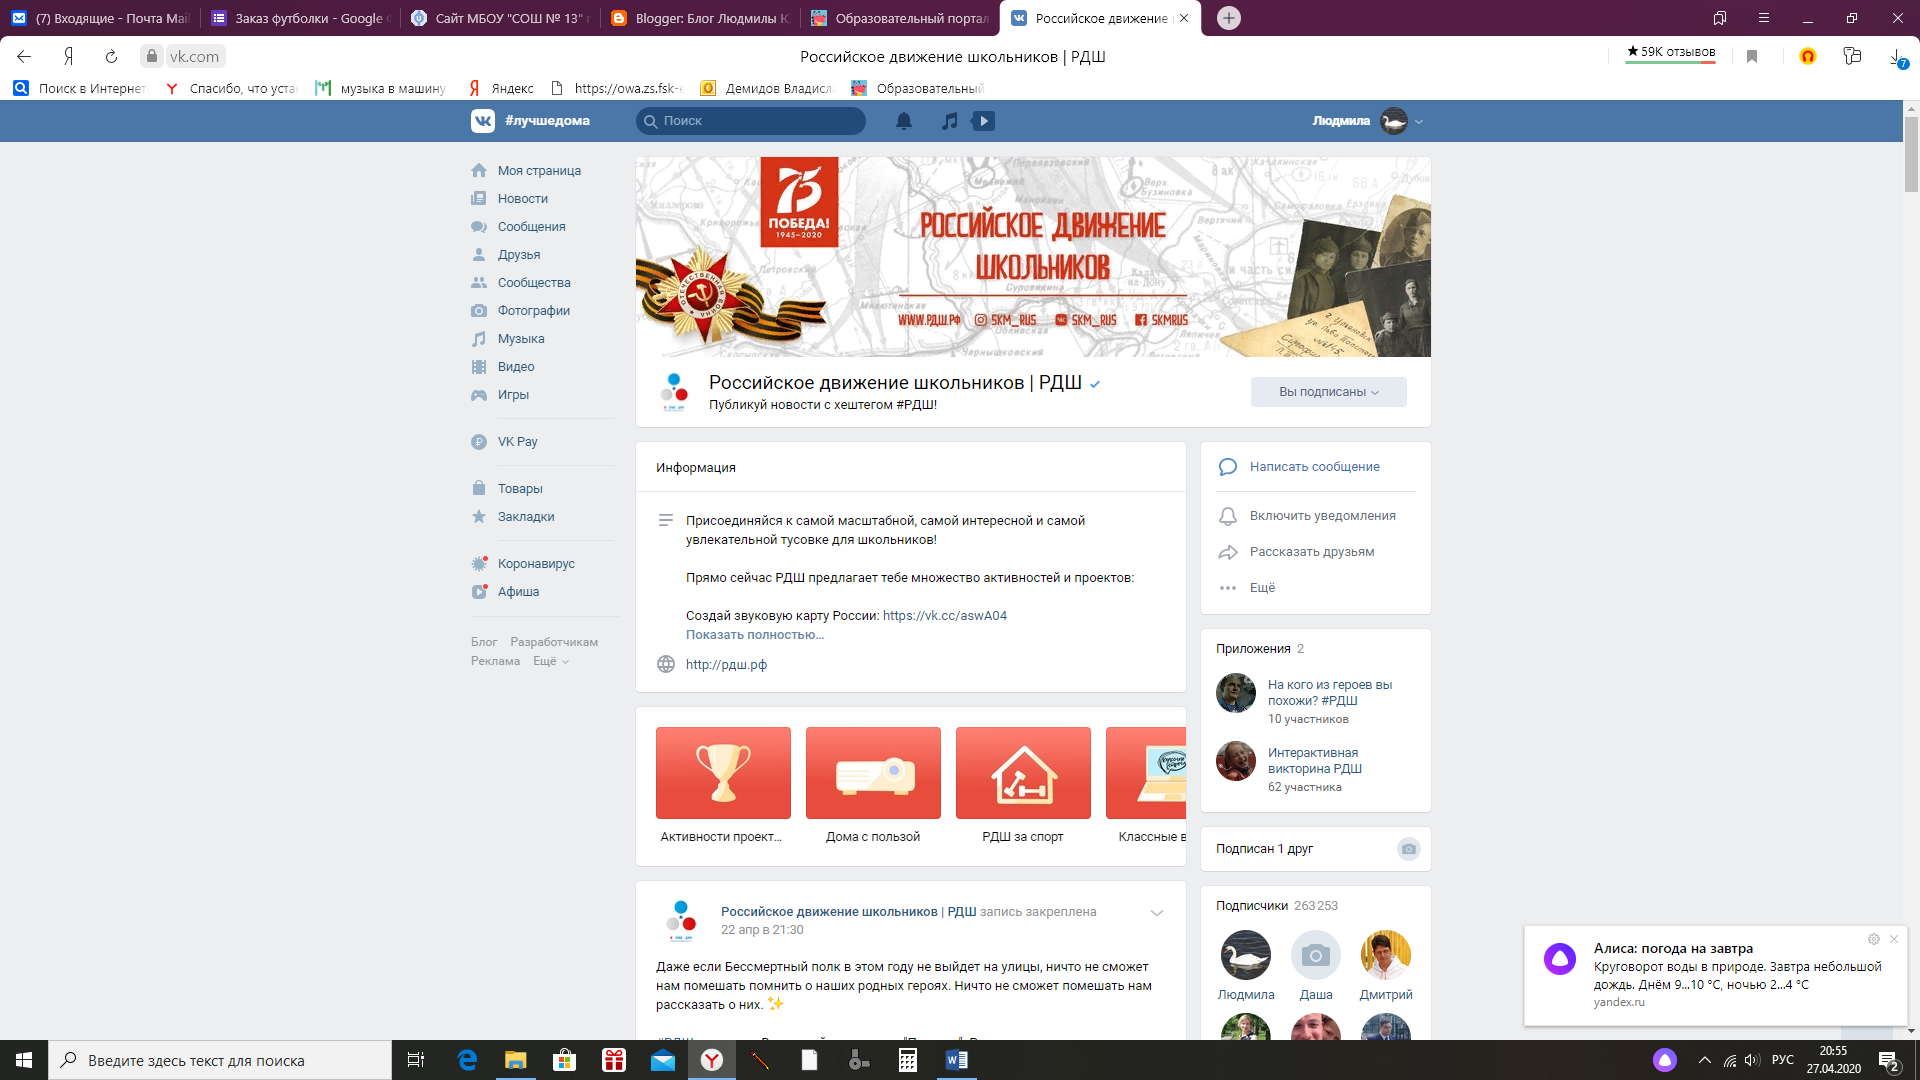 (7) Входящие - Почта Mail
Заказ футболки - Google
Сайт МБОУ "СОШ № 13"
Blogger: Блог Людмилы
Образовательный портал
Российское движение
vk.com
Российское движение школьников | РДШ
★ 59К отзывов
Поиск в Интернет
Спасибо, что уста
музыка в машину
Яндекс
https://owa.zs.fsk-e
Демидов Владисл
Образовательный
7
#лучшедома
Поиск
Людмила
Моя страница
Новости
Сообщения
Друзья
Сообщества
Фотографии
Музыка
Видео
Игры
VK Pay
Товары
Закладки
Коронавирус
Афиша
Блог Разработчикам
Реклама Ещё
75
ПОБЕДА!
1945–2020
РОССИЙСКОЕ ДВИЖЕНИЕ
ШКОЛЬНИКОВ
WWW.РДШ.РФ SKM_RUS SKM_RUS SKMRUS
Российское движение школьников | РДШ
Публикуй новости с хештегом #РДШ!
Вы подписаны
Информация
Присоединяйся к самой масштабной, самой интересной и самой
увлекательной тусовке для школьников!
Прямо сейчас РДШ предлагает тебе множество активностей и проектов:
Создай звуковую карту России: https://vk.cc/aswA04
Показать полностью...
http://рдш.рф
Активности проект...
Дома с пользой
РДШ за спорт
Классные в
Российское движение школьников | РДШ запись закреплена
22 апр в 21:30
Даже если Бессмертный полк в этом году не выйдет на улицы, ничто не сможет
нам помешать помнить о наших родных героях. Ничто не сможет помешать нам
рассказать о них. ✨
Написать сообщение
Включить уведомления
Рассказать друзьям
Ещё
Приложения 2
На кого из героев вы
похожи? #РДШ
10 участников
Интерактивная
викторина РДШ
62 участника
Подписан 1 друг
Подписчики 263 253
Людмила
Даша
Дмитрий
Алиса: погода на завтра
Круговорот воды в природе. Завтра небольшой
дождь. Днём 9...10 °C, ночью 2...4 °C
yandex.ru
Введите здесь текст для поиска
РУС
20:55
27.04.2020
2